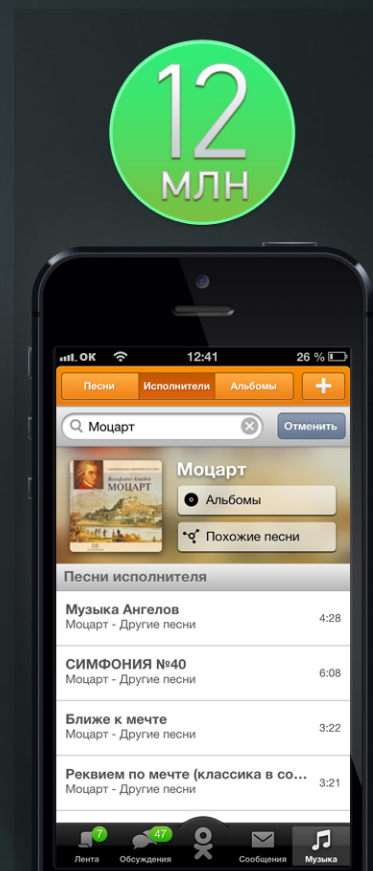 12
МЛН
ОК 12:41 26 %
Песни Исполнители Альбомы +
Моцарт Отменить
МОЦАРТ
Моцарт
Альбомы
Похожие песни
Песни исполнителя
Музыка Ангелов
Моцарт - Другие песни 4:28
СИМФОНИЯ №40
Моцарт - Другие песни 6:08
Ближе к мечте
Моцарт - Другие песни 3:22
Реквием по мечте (классика в со...
Моцарт - Другие песни 3:21
7 47
Лента Обсуждения Сообщения Музыка